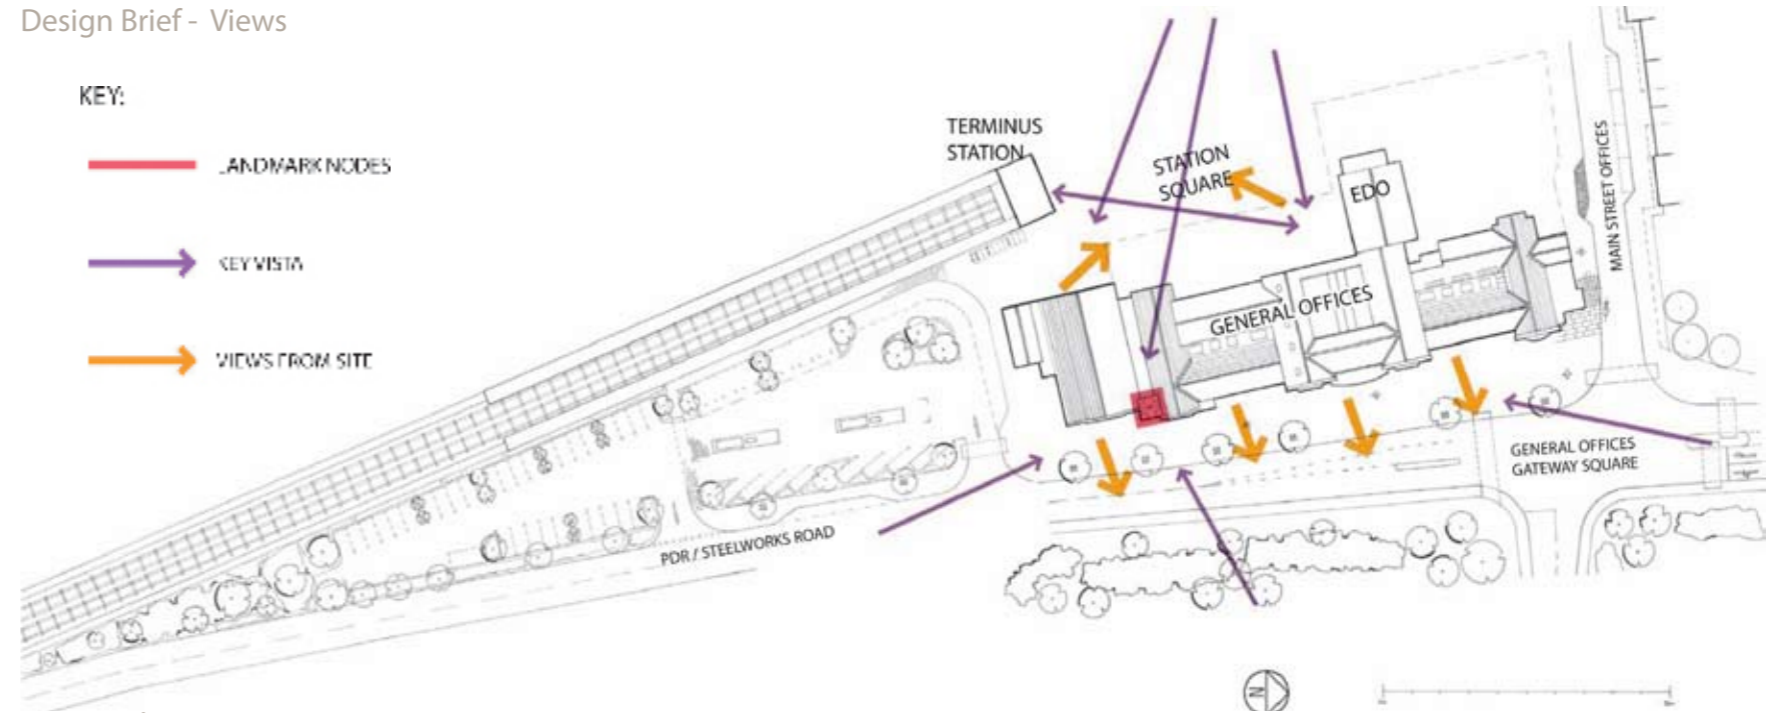 Design Brief - Views
KEY:
LANDMARK NODES
KEY VISTA
VIEWS FROM SITE
TERMINUS
STATION
STATION
SQUARE
EDO
MAIN STREET OFFICES
GENERAL OFFICES
GENERAL OFFICES
GATEWAY SQUARE
PDR / STEELWORKS ROAD
N